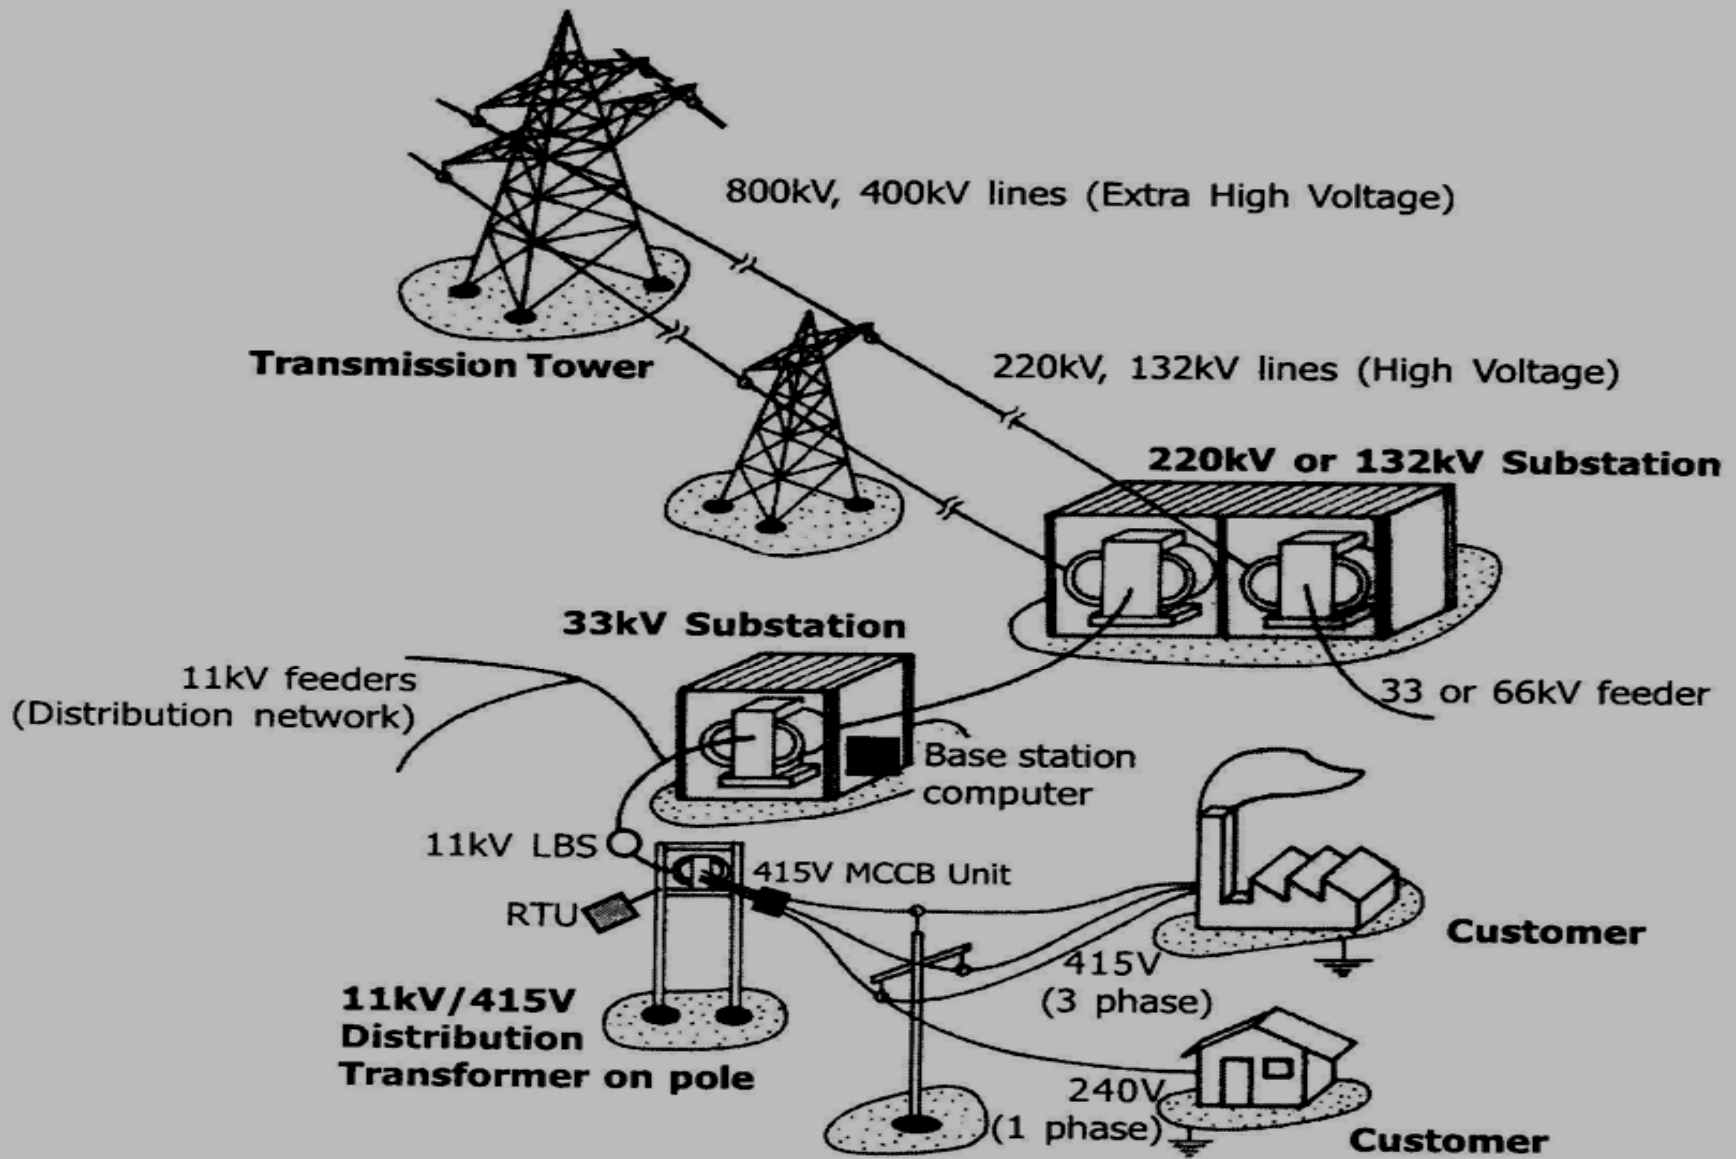 800kV, 400kV lines (Extra High Voltage)
Transmission Tower
220kV, 132kV lines (High Voltage)
220kV or 132kV Substation
33kV Substation
11kV feeders
(Distribution network)
33 or 66kV feeder
Base station
computer
11kV LBS
415V MCCB Unit
RTU
Customer
415V
(3 phase)
11kV/415V
Distribution
Transformer on pole
240V
(1 phase)
Customer